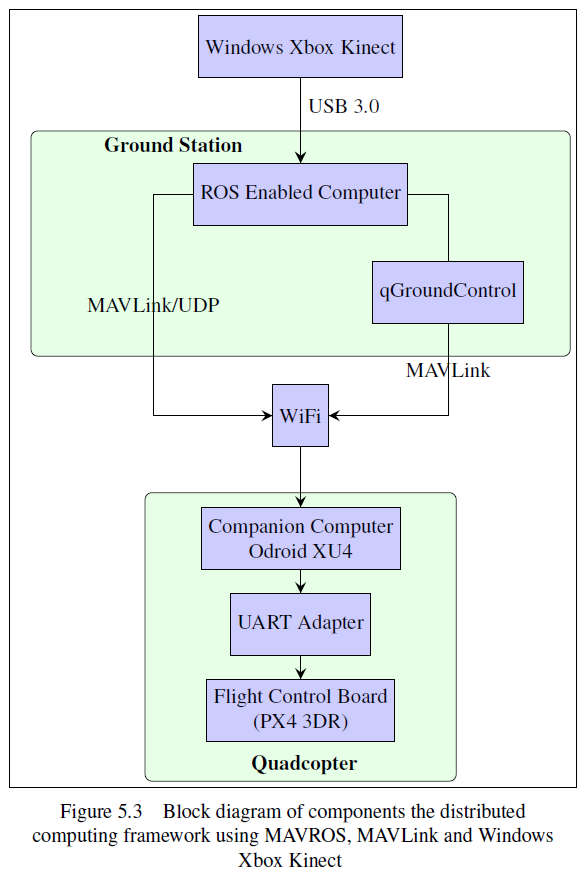 Windows Xbox Kinect
USB 3.0
Ground Station
ROS Enabled Computer
qGroundControl
MAVLink/UDP
MAVLink
WiFi
Companion Computer
Odroid XU4
UART Adapter
Flight Control Board
(PX4 3DR)
Quadcopter
Figure 5.3 Block diagram of components the distributed
computing framework using MAVROS, MAVLink and Windows
Xbox Kinect